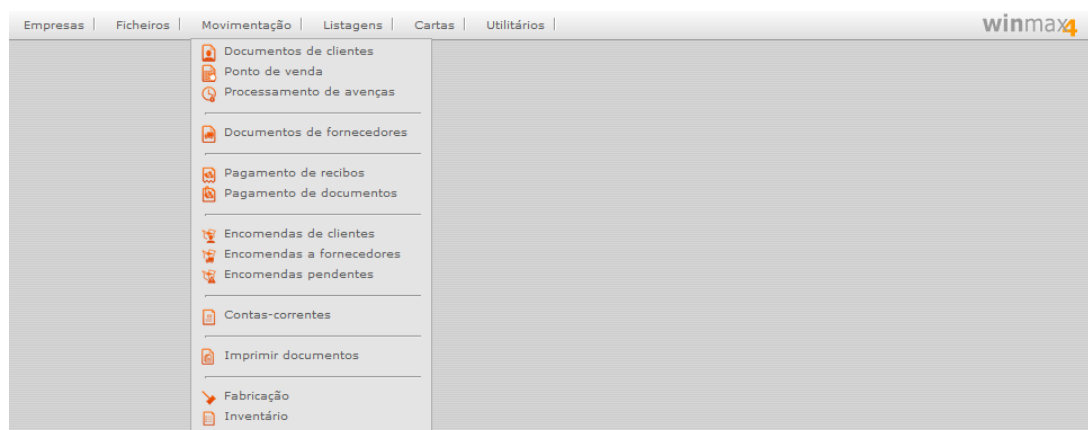 Empresas | Ficheiros | Movimentação | Listagens | Cartas | Utilitários | winmax4
Documentos de clientes
Ponto de venda
Processamento de avenças
Documentos de fornecedores
Pagamento de recibos
Pagamento de documentos
Encomendas de clientes
Encomendas a fornecedores
Encomendas pendentes
Contas-correntes
Imprimir documentos
Fabricação
Inventário